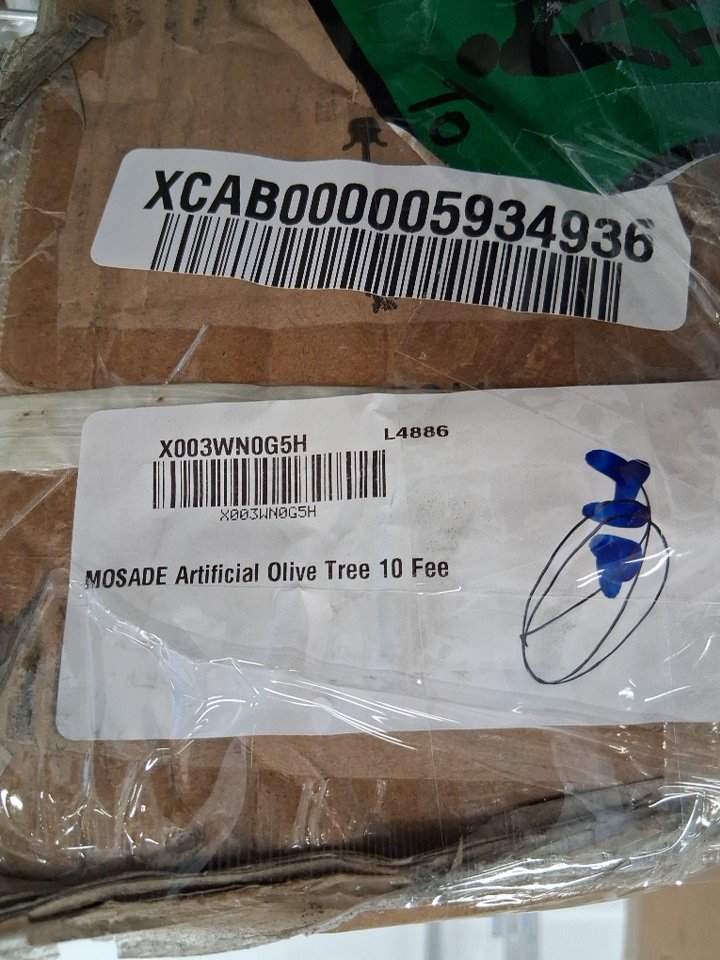 XCAB000005934936
X003WN0G5H
L4886
X003WN0G5H
MOSADE Artificial Olive Tree 10 Fee